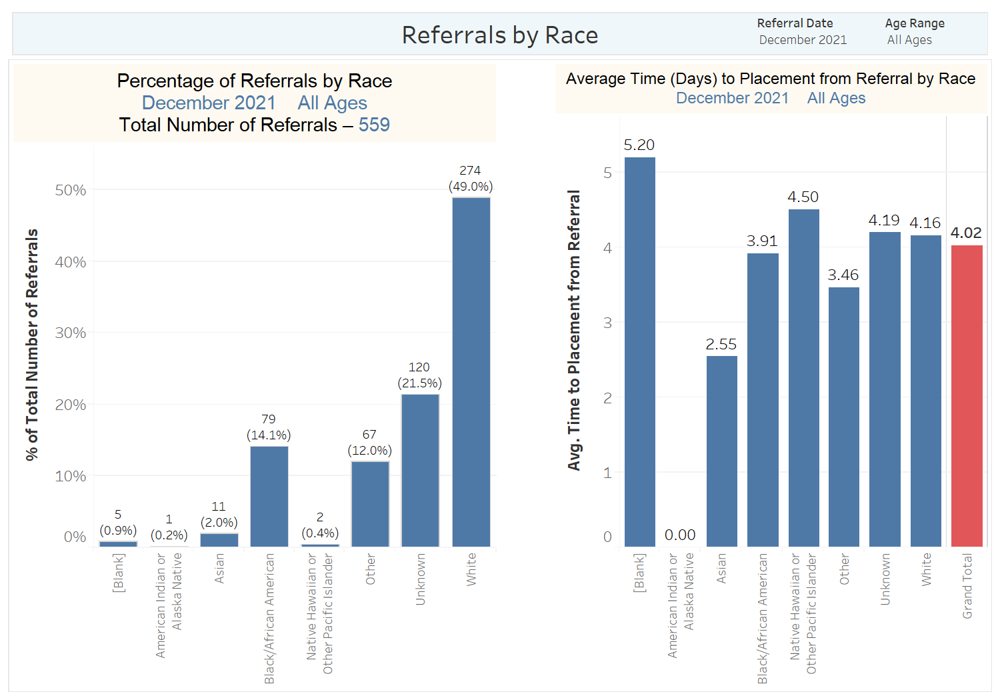 Referrals by Race
Referral Date
December 2021
Age Range
All Ages
Percentage of Referrals by Race
December 2021 All Ages
Total Number of Referrals – 559
% of Total Number of Referrals
50%
40%
30%
20%
10%
0%
5
(0.9%)
1
(0.2%)
11
(2.0%)
79
(14.1%)
2
(0.4%)
67
(12.0%)
120
(21.5%)
274
(49.0%)
[Blank]
American Indian or
Alaska Native
Asian
Black/African American
Native Hawaiian or
Other Pacific Islander
Other
Unknown
White
Average Time (Days) to Placement from Referral by Race
December 2021 All Ages
Avg. Time to Placement from Referral
5
4
3
2
1
0
5.20
0.00
2.55
3.91
4.50
3.46
4.19
4.16
4.02
[Blank]
American Indian or
Alaska Native
Asian
Black/African American
Native Hawaiian or
Other Pacific Islander
Other
Unknown
White
Grand Total